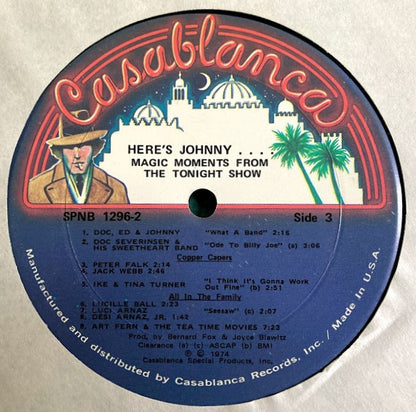 Casablanca
HERE'S JOHNNY . . . .
MAGIC MOMENTS FROM
THE TONIGHT SHOW
SPNB 1296-2
Side 3
1. DOC, ED & JOHNNY "What A Band" 2:15
2. DOC SEVERINSEN &
HIS SWEETHEART BAND "Ode To Billy Joe" (a) 3:06
Copper Capers
3. PETER FALK 2:14
4. JACK WEBB 2:46
5. IKE & TINA TURNER "I Think It's Gonna Work
Out Fine" (b) 2:51
All In The Family
6. LUCILLE BALL 2:23
7. LUCI ARNAZ "Seesaw" (c) 2:07
8. DESI ARNAZ, JR. 1:42
9. ART FERN & THE TEA TIME MOVIES 7:23
Prod. by Bernard Fox & Joyce Blawitz
Clearance (a) (c) ASCAP (b) BMI
℗ © 1974
Casablanca Special Products, Inc.
Manufactured and distributed by Casablanca Records, Inc. / Made in U.S.A.